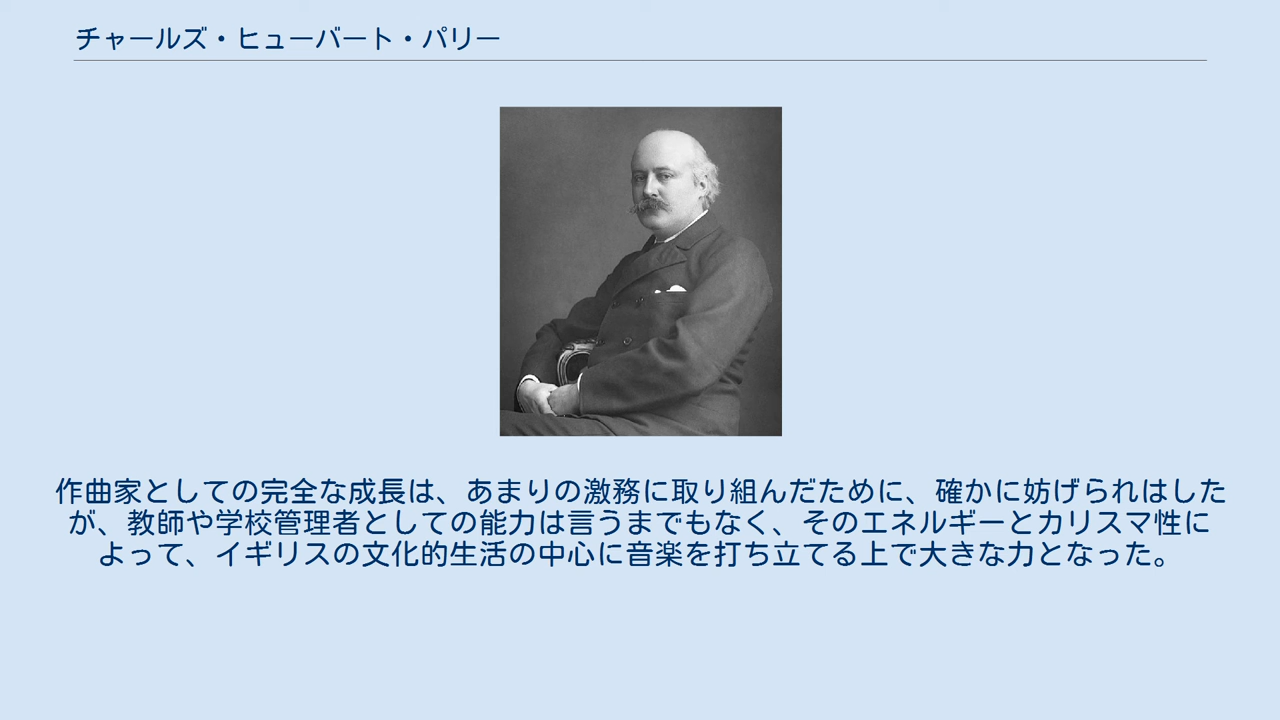 チャールズ・ヒューバート・パリー
作曲家としての完全な成長は、あまりの激務に取り組んだために、確かに妨げられはした
が、教師や学校管理者としての能力は言うまでもなく、そのエネルギーとカリスマ性に
よって、イギリスの文化的生活の中心に音楽を打ち立てる上で大きな力となった。